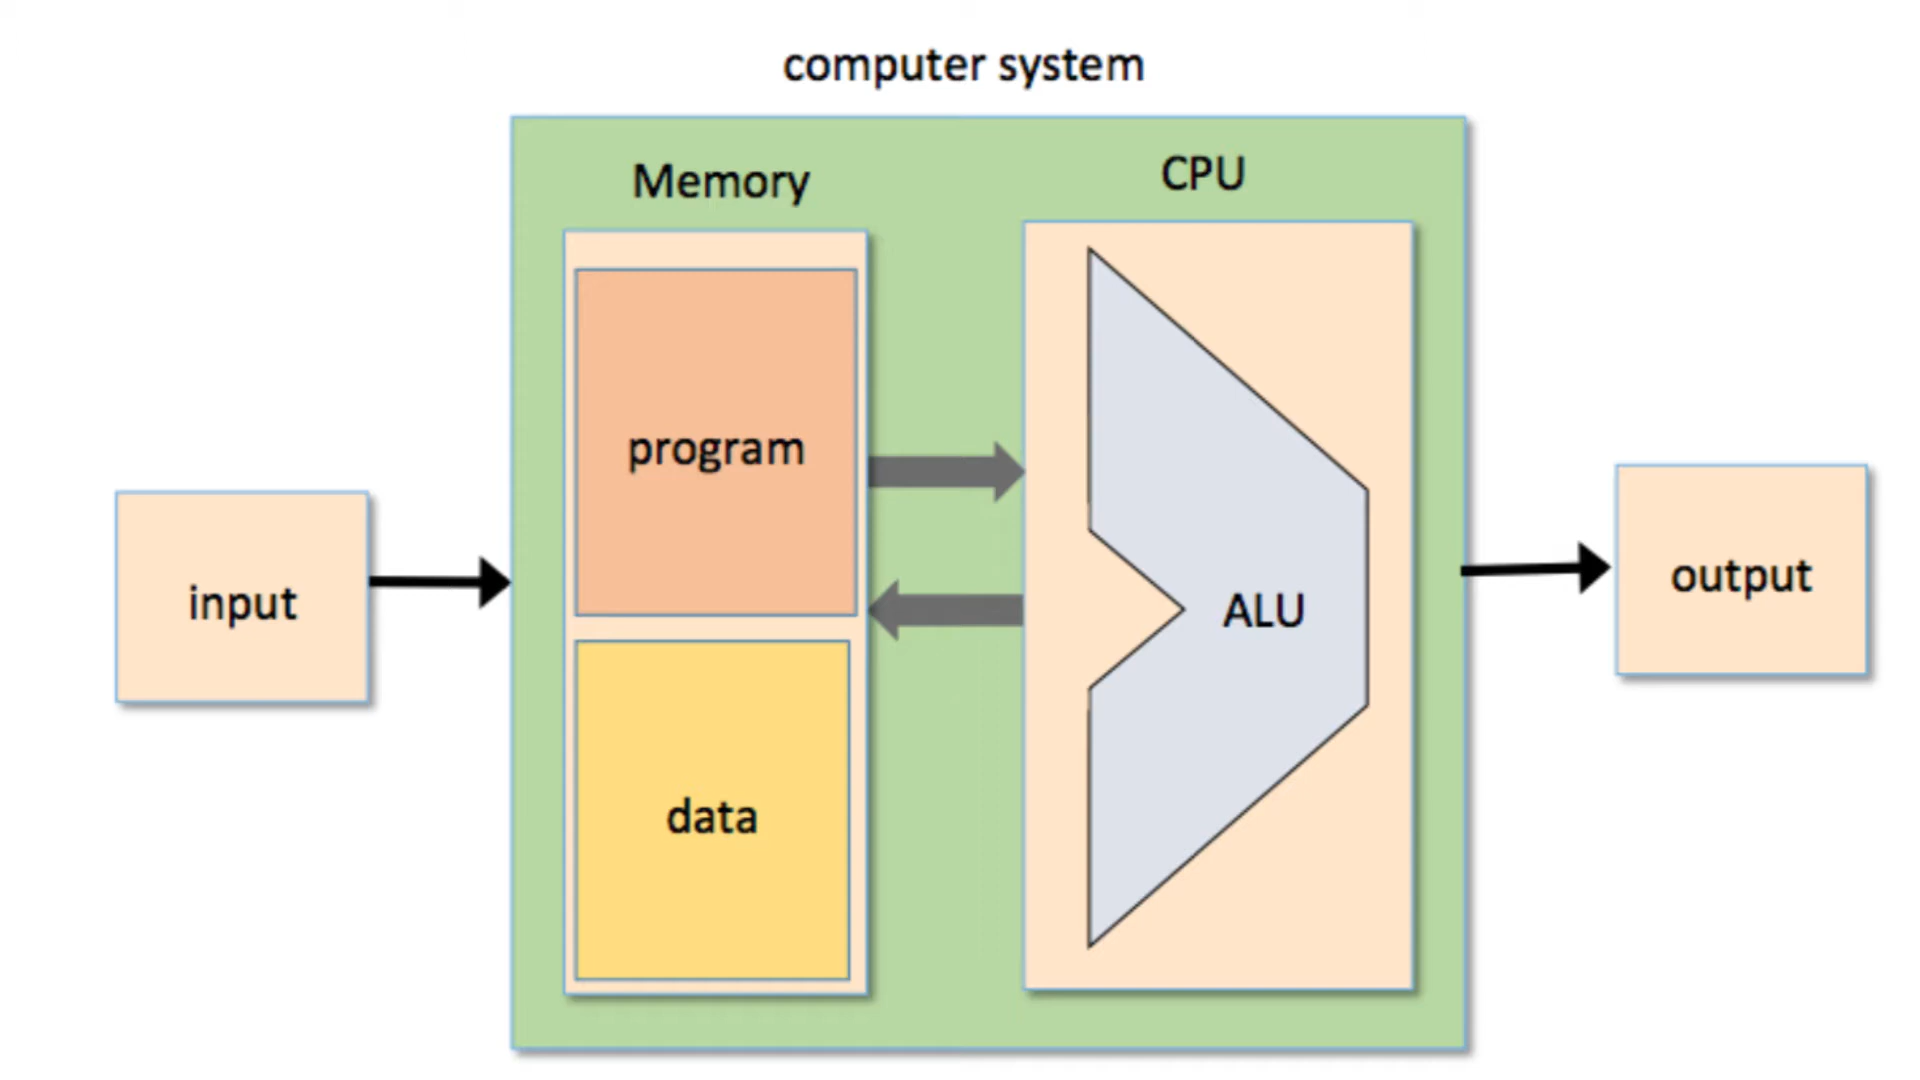 computer system
Memory
CPU
program
input
ALU
output
data